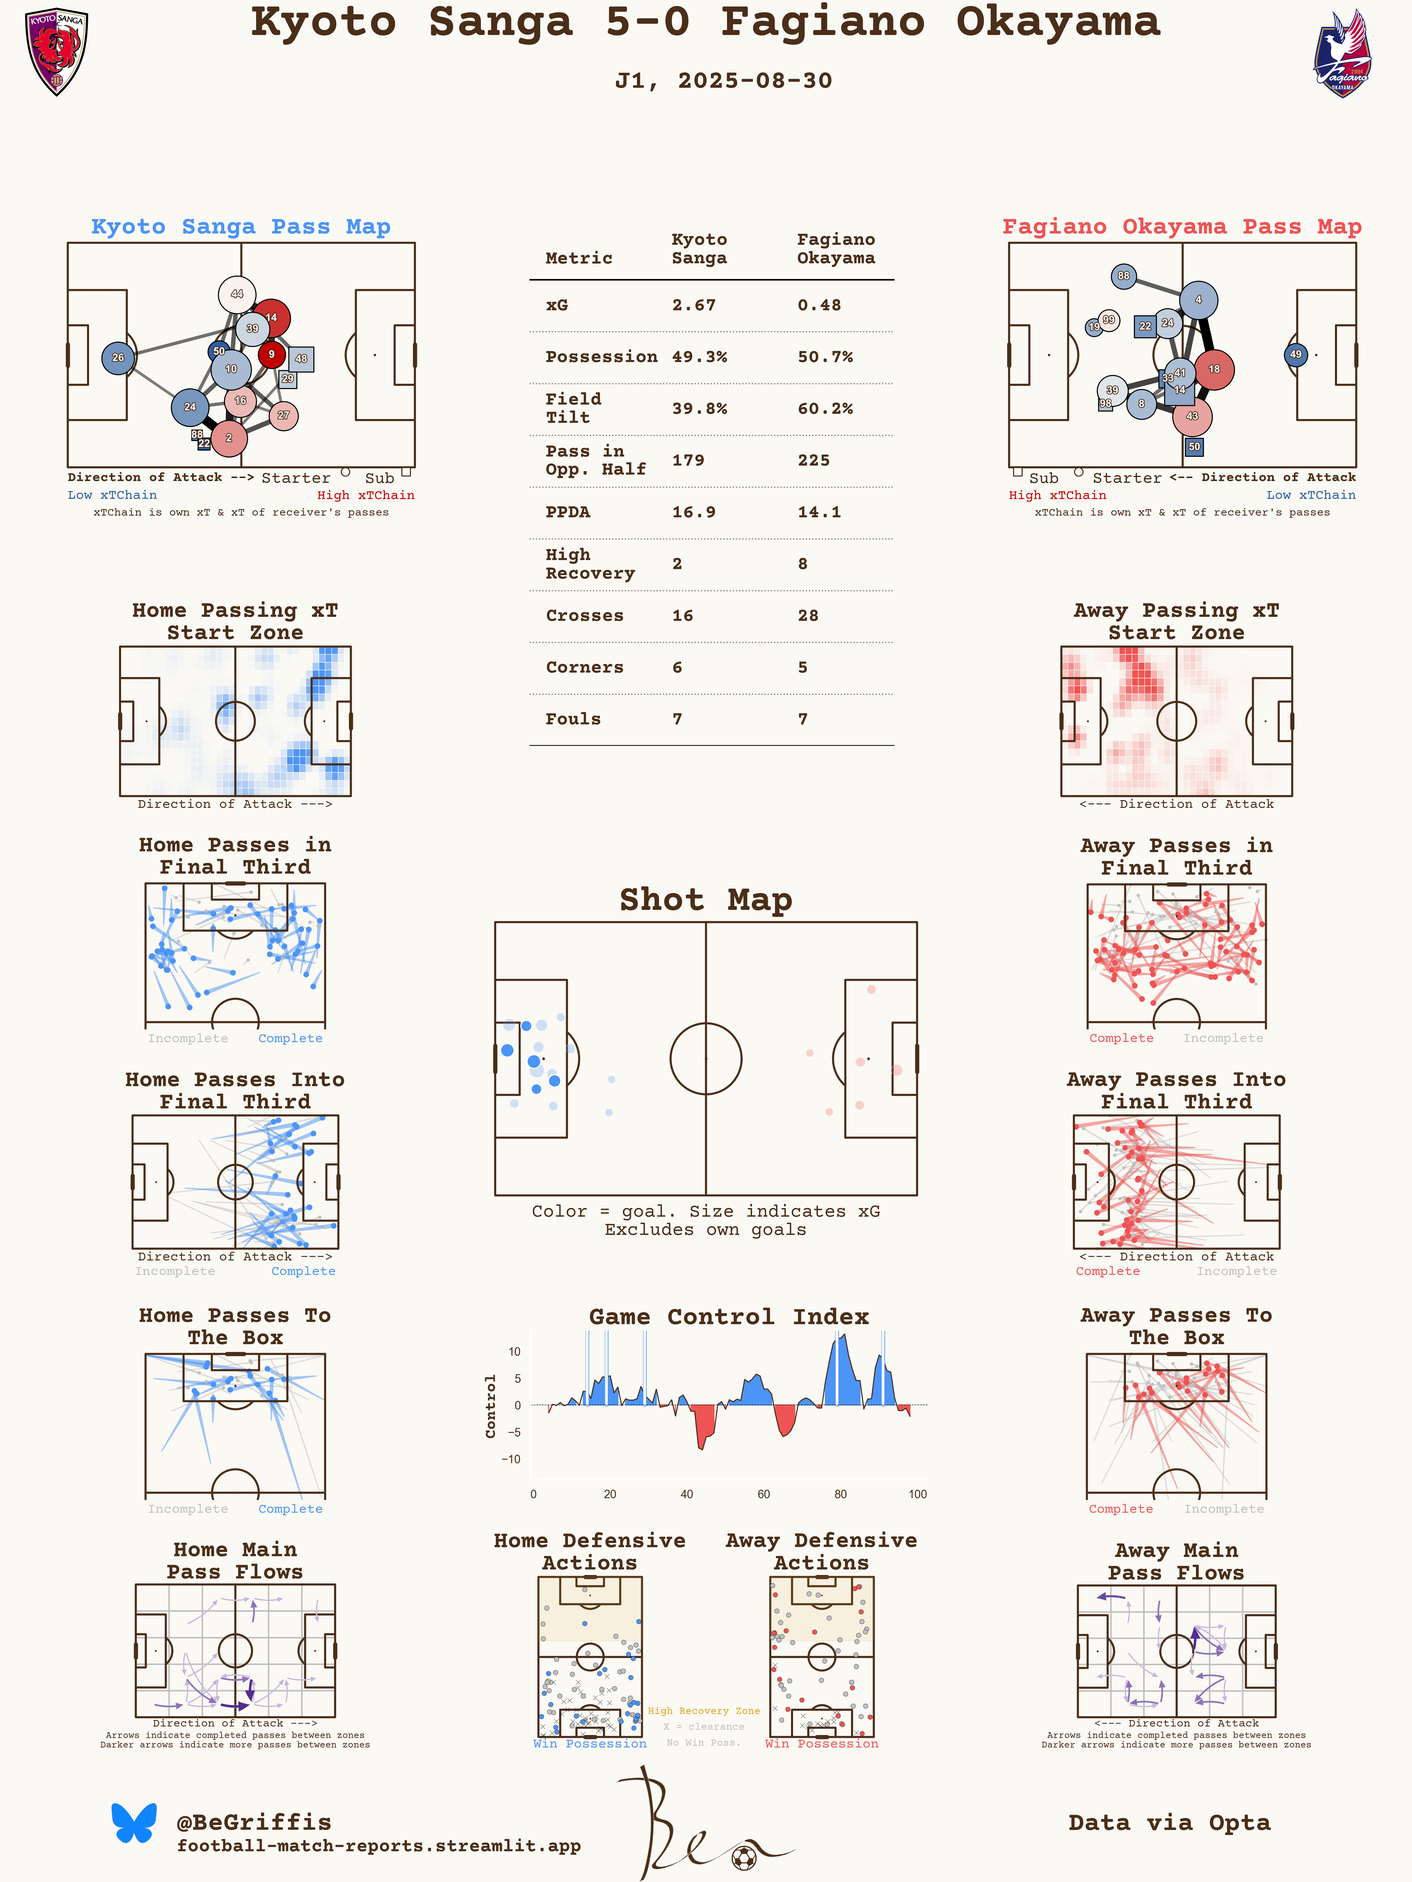 Kyoto Sanga 5-0 Fagiano Okayama
J1, 2025-08-30
KYOTO SANGA
Fagiano
OKAYAMA
Kyoto Sanga Pass Map
44
14
39
9
50
48
26
10
29
24
16
27
88
22
2
Direction of Attack --> Starter Sub
Low xTChain High xTChain
xTChain is own xT & xT of receiver's passes
Metric Kyoto Sanga Fagiano Okayama
xG 2.67 0.48
Possession 49.3% 50.7%
Field Tilt 39.8% 60.2%
Pass in Opp. Half 179 225
PPDA 16.9 14.1
High Recovery 2 8
Crosses 16 28
Corners 6 5
Fouls 7 7
Fagiano Okayama Pass Map
88
4
19
99
22
24
49
18
41
33
14
39
98
8
43
50
Sub Starter <-- Direction of Attack
High xTChain Low xTChain
xTChain is own xT & xT of receiver's passes
Home Passing xT
Start Zone
Direction of Attack --->
Away Passing xT
Start Zone
<--- Direction of Attack
Home Passes in
Final Third
Incomplete Complete
Shot Map
Color = goal. Size indicates xG
Excludes own goals
Away Passes in
Final Third
Complete Incomplete
Home Passes Into
Final Third
Direction of Attack --->
Incomplete Complete
Away Passes Into
Final Third
<--- Direction of Attack
Complete Incomplete
Home Passes To
The Box
Incomplete Complete
Game Control Index
Control
10
5
0
−5
−10
0 20 40 60 80 100
Away Passes To
The Box
Complete Incomplete
Home Main
Pass Flows
Direction of Attack --->
Arrows indicate completed passes between zones
Darker arrows indicate more passes between zones
Home Defensive
Actions
Win Possession
High Recovery Zone
X = clearance
No Win Poss.
Away Defensive
Actions
Win Possession
Away Main
Pass Flows
<--- Direction of Attack
Arrows indicate completed passes between zones
Darker arrows indicate more passes between zones
@BeGriffis
football-match-reports.streamlit.app
Ben
Data via Opta